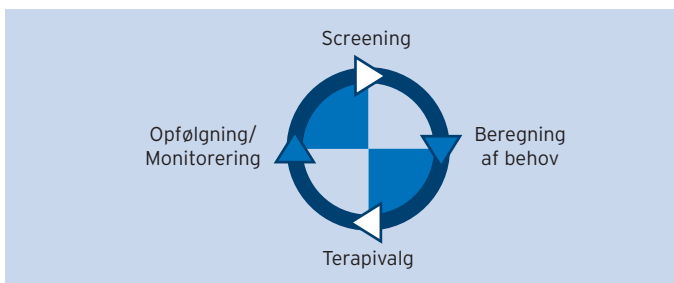 Screening
Opfølgning/
Monitorering
Beregning
af behov
Terapivalg